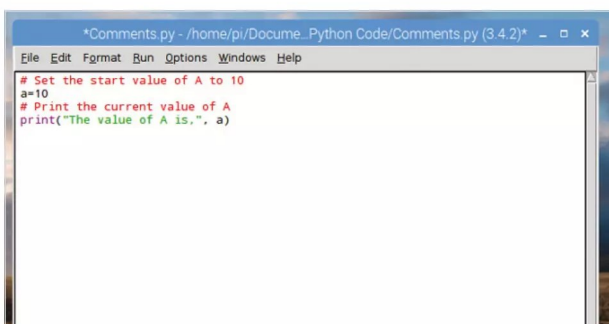 *Comments.py - /home/pi/Docume...Python Code/Comments.py (3.4.2)*
File Edit Format Run Options Windows Help
# Set the start value of A to 10
a=10
# Print the current value of A
print("The value of A is,", a)